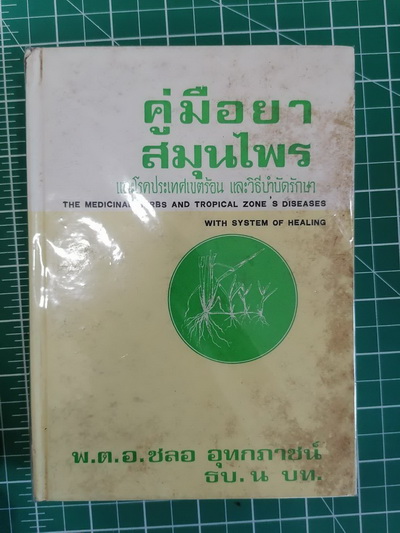 คู่มือยา
สมุนไพร
และโรคประเทศเขตร้อน และวิธีบำบัดรักษา
THE MEDICINAL HERBS AND TROPICAL ZONE'S DISEASES
WITH SYSTEM OF HEALING
พ.ต.อ.ชลอ อุทกภาชน์
ธบ. น บท.